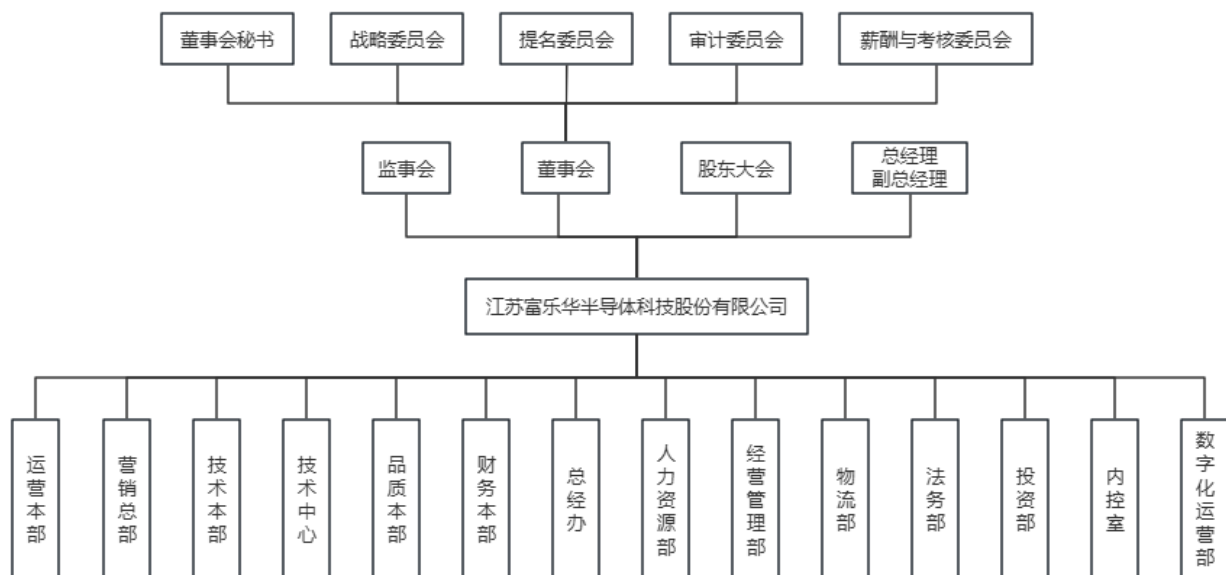 董事会秘书
战略委员会
提名委员会
审计委员会
薪酬与考核委员会
监事会
董事会
股东大会
总经理
副总经理
江苏富乐华半导体科技股份有限公司
运营本部
营销总部
技术本部
技术中心
品质本部
财务本部
总经办
人力资源部
经营管理部
物流部
法务部
投资部
内控室
数字化运营部